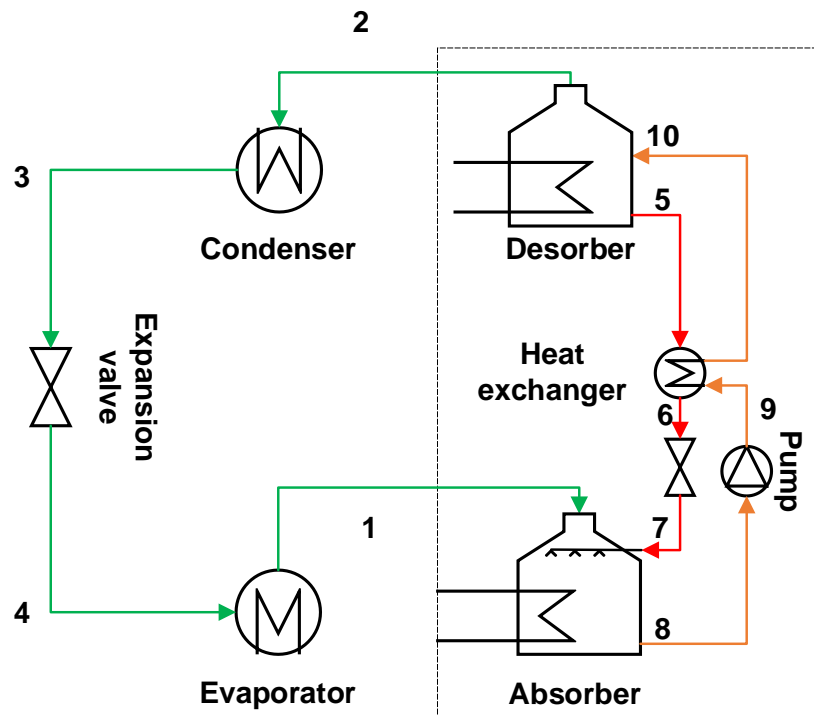 2
10
3
5
Condenser
Desorber
Expansion
valve
Heat
exchanger
6
9
Pump
7
1
4
8
Evaporator
Absorber